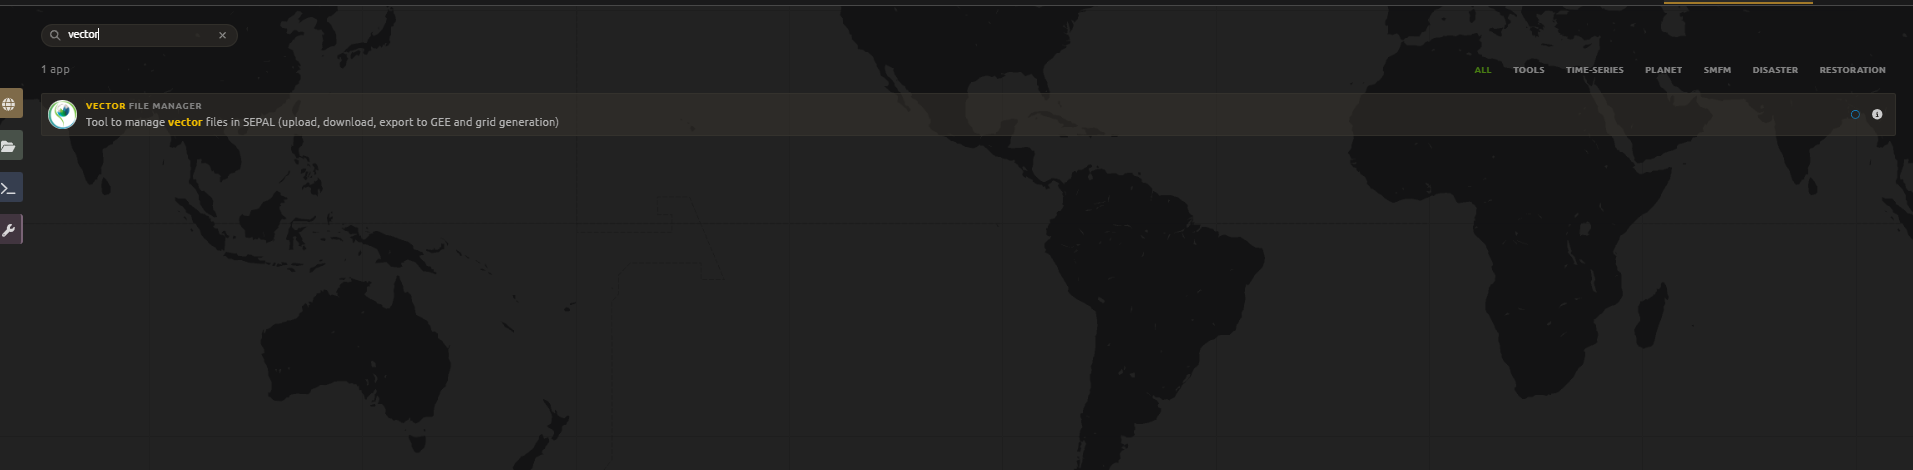 vector
1 app
ALL TOOLS TIME-SERIES PLANET SMFM DISASTER RESTORATION
VECTOR FILE MANAGER
Tool to manage vector files in SEPAL (upload, download, export to GEE and grid generation)